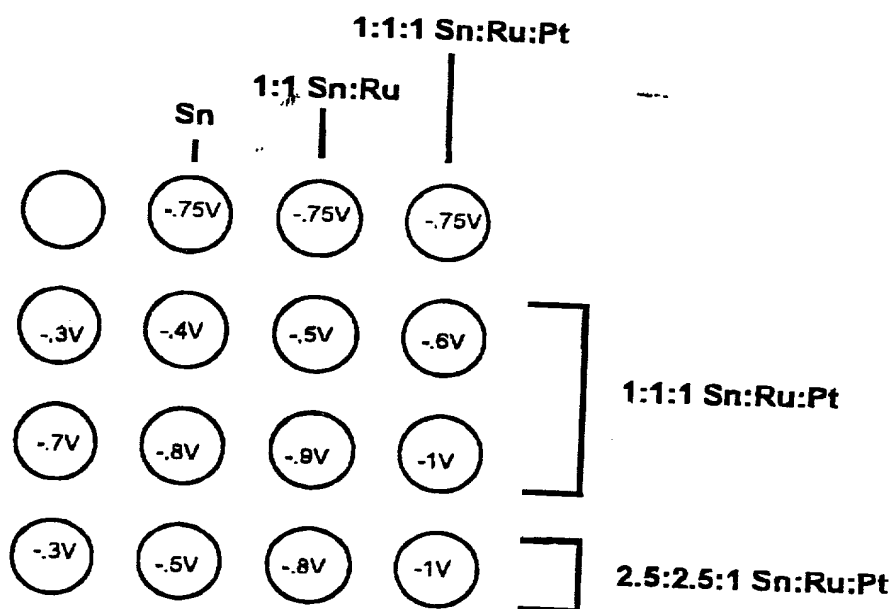 1:1:1 Sn:Ru:Pt
1:1 Sn:Ru
Sn
-.75V -.75V -.75V
-.3V -.4V -.5V -.6V
1:1:1 Sn:Ru:Pt
-.7V -.8V -.9V -1V
-.3V -.5V -.8V -1V
2.5:2.5:1 Sn:Ru:Pt